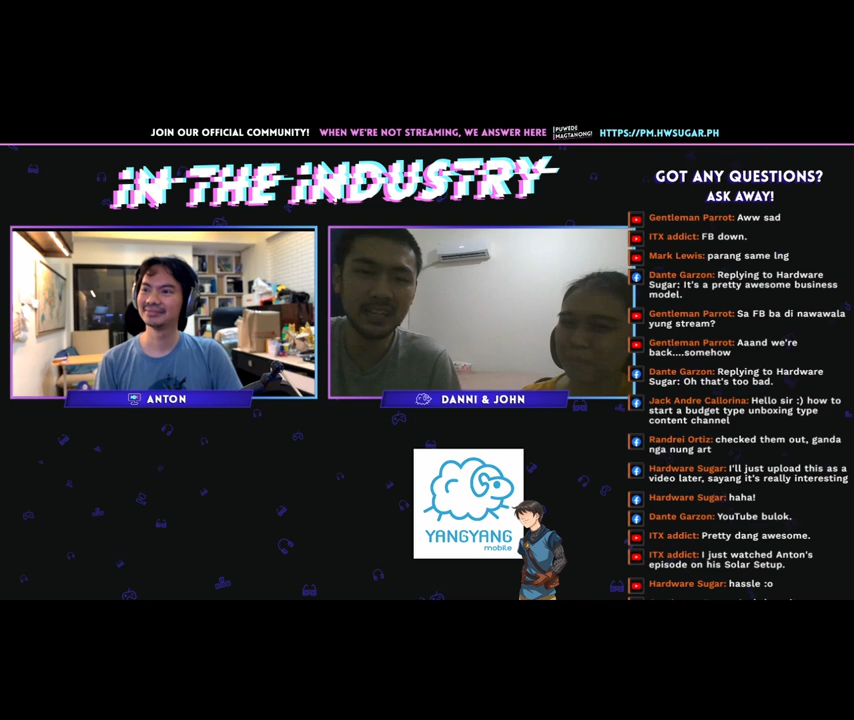 JOIN OUR OFFICIAL COMMUNITY! WHEN WE'RE NOT STREAMING, WE ANSWER HERE PUWEDE MAGTANONG! HTTPS://PM.HWSUGAR.PH
IN THE INDUSTRY
ANTON
DANNI & JOHN
YANGYANG
mobile
GOT ANY QUESTIONS?
ASK AWAY!
Gentleman Parrot: Aww sad
ITX addict: FB down.
Mark Lewis: parang same lng
Dante Garzon: Replying to Hardware
Sugar: It's a pretty awesome business
model.
Gentleman Parrot: Sa FB ba di nawawala
yung stream?
Gentleman Parrot: Aaand we're
back....somehow
Dante Garzon: Replying to Hardware
Sugar: Oh that's too bad.
Jack Andre Callorina: Hello sir :) how to
start a budget type unboxing type
content channel
Randrei Ortiz: checked them out, ganda
nga nung art
Hardware Sugar: I'll just upload this as a
video later, sayang it's really interesting
Hardware Sugar: haha!
Dante Garzon: YouTube bulok.
ITX addict: Pretty dang awesome.
ITX addict: I just watched Anton's
episode on his Solar Setup.
Hardware Sugar: hassle :o